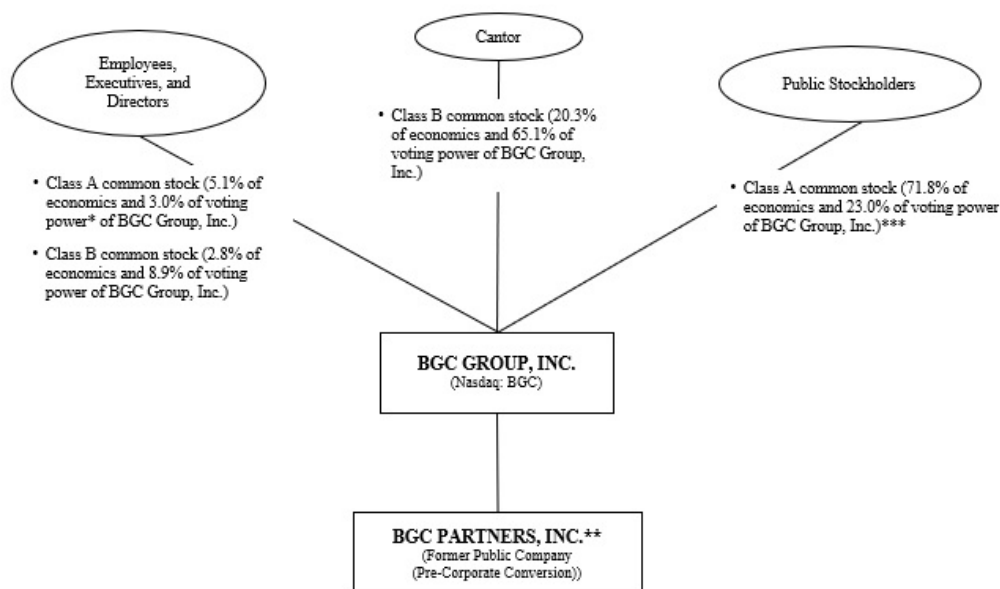 Employees,
Executives, and
Directors
• Class A common stock (5.1% of
economics and 3.0% of voting
power* of BGC Group, Inc.)
• Class B common stock (2.8% of
economics and 8.9% of voting
power of BGC Group, Inc.)
Cantor
• Class B common stock (20.3%
of economics and 65.1% of
voting power of BGC Group,
Inc.)
Public Stockholders
• Class A common stock (71.8% of
economics and 23.0% of voting power
of BGC Group, Inc.)***
BGC GROUP, INC.
(Nasdaq: BGC)
BGC PARTNERS, INC.**
(Former Public Company
(Pre-Corporate Conversion))